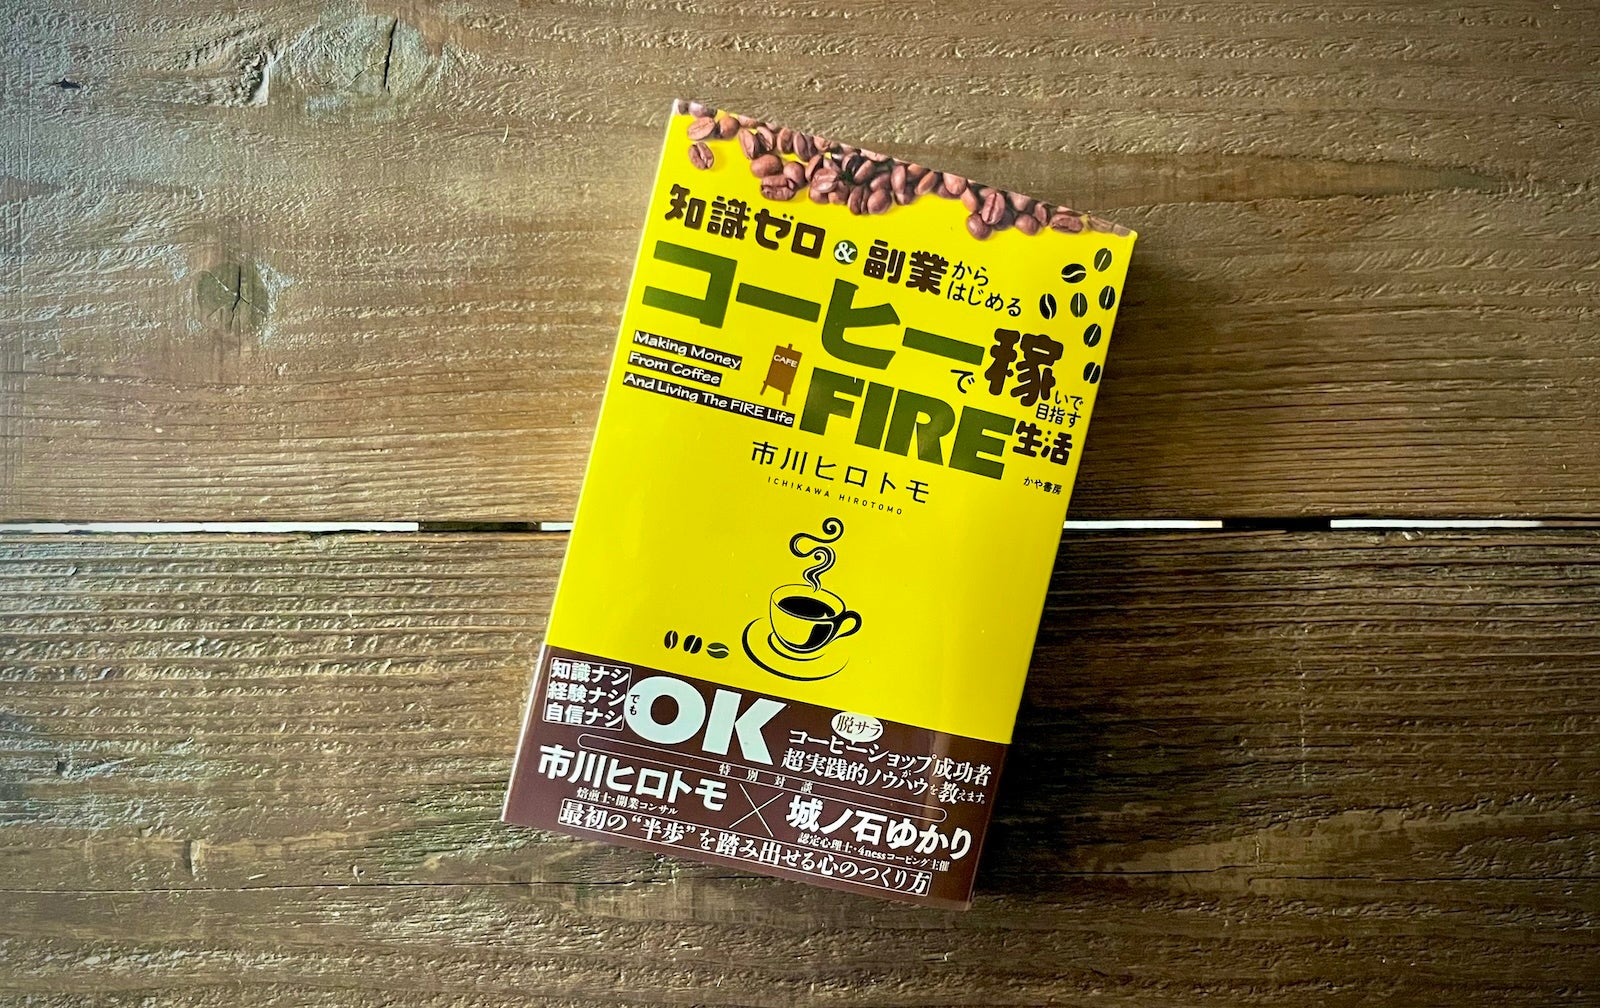 知識ゼロ&副業からはじめる
コーヒーで稼いで目指す
FIRE生活
Making Money
From Coffee
And Living The FIRE Life
CAFE
市川ヒロトモ
ICHIKAWA HIROTOMO
かや書房
知識ナシ
経験ナシ
自信ナシ
でも
OK
脱サラ
コーヒーショップ成功者が
超実践的ノウハウを教えます。
特別対談
市川ヒロトモ×城ノ石ゆかり
焙煎士・開業コンサル
認定心理士・4nessコーピング主催
最初の“半歩”を踏み出せる心のつくり方